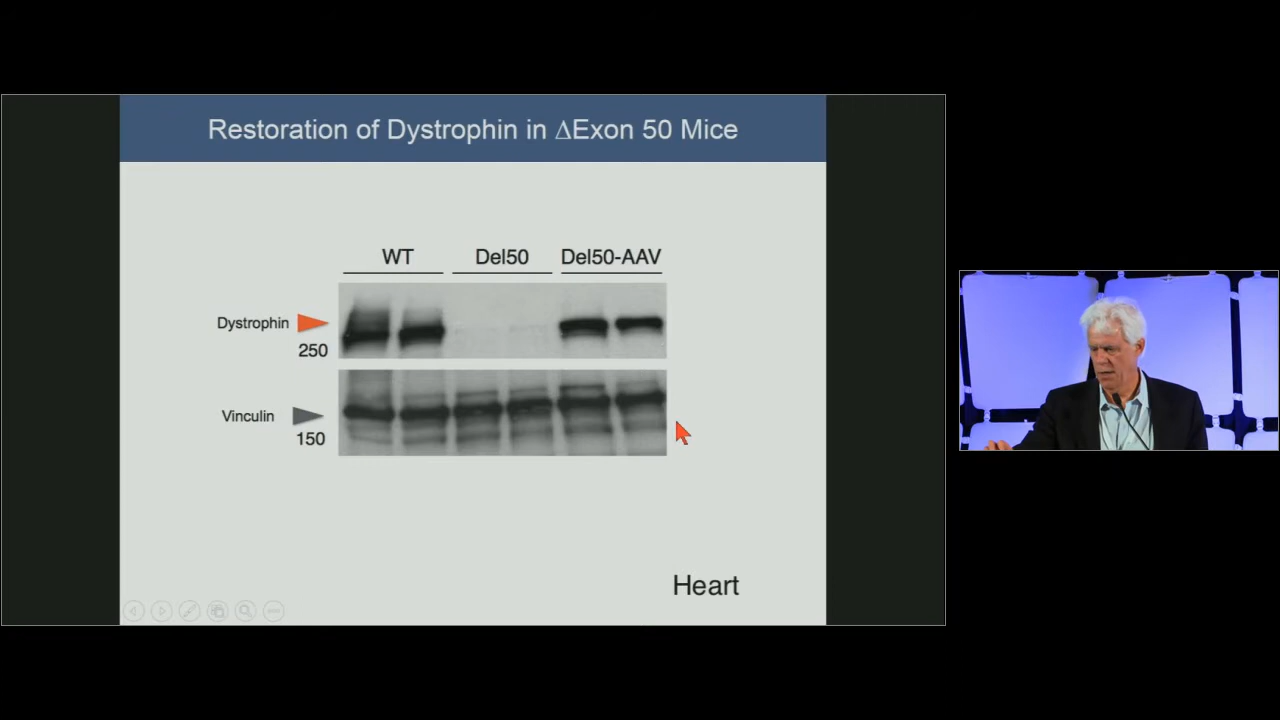 Restoration of Dystrophin in ΔExon 50 Mice
WT Del50 Del50-AAV
Dystrophin
250
Vinculin
150
Heart